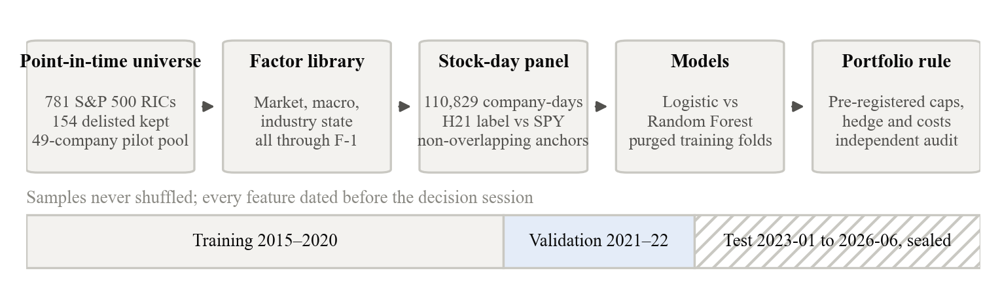 Point-in-time universe
781 S&P 500 RICs
154 delisted kept
49-company pilot pool
Factor library
Market, macro,
industry state
all through F-1
Stock-day panel
110,829 company-days
H21 label vs SPY
non-overlapping anchors
Models
Logistic vs
Random Forest
purged training folds
Portfolio rule
Pre-registered caps,
hedge and costs
independent audit
Samples never shuffled; every feature dated before the decision session
Training 2015–2020
Validation 2021–22
Test 2023-01 to 2026-06, sealed